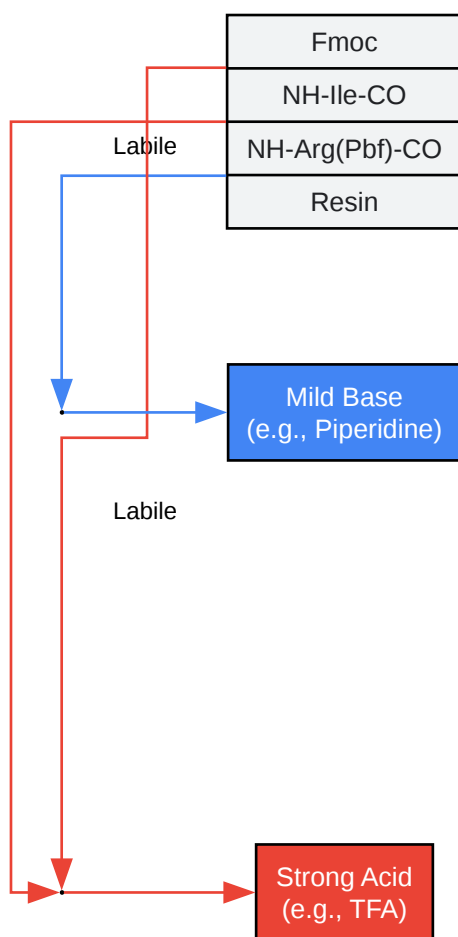 Fmoc
NH-Ile-CO
Labile
NH-Arg(Pbf)-CO
Resin
Mild Base
(e.g., Piperidine)
Labile
Strong Acid
(e.g., TFA)